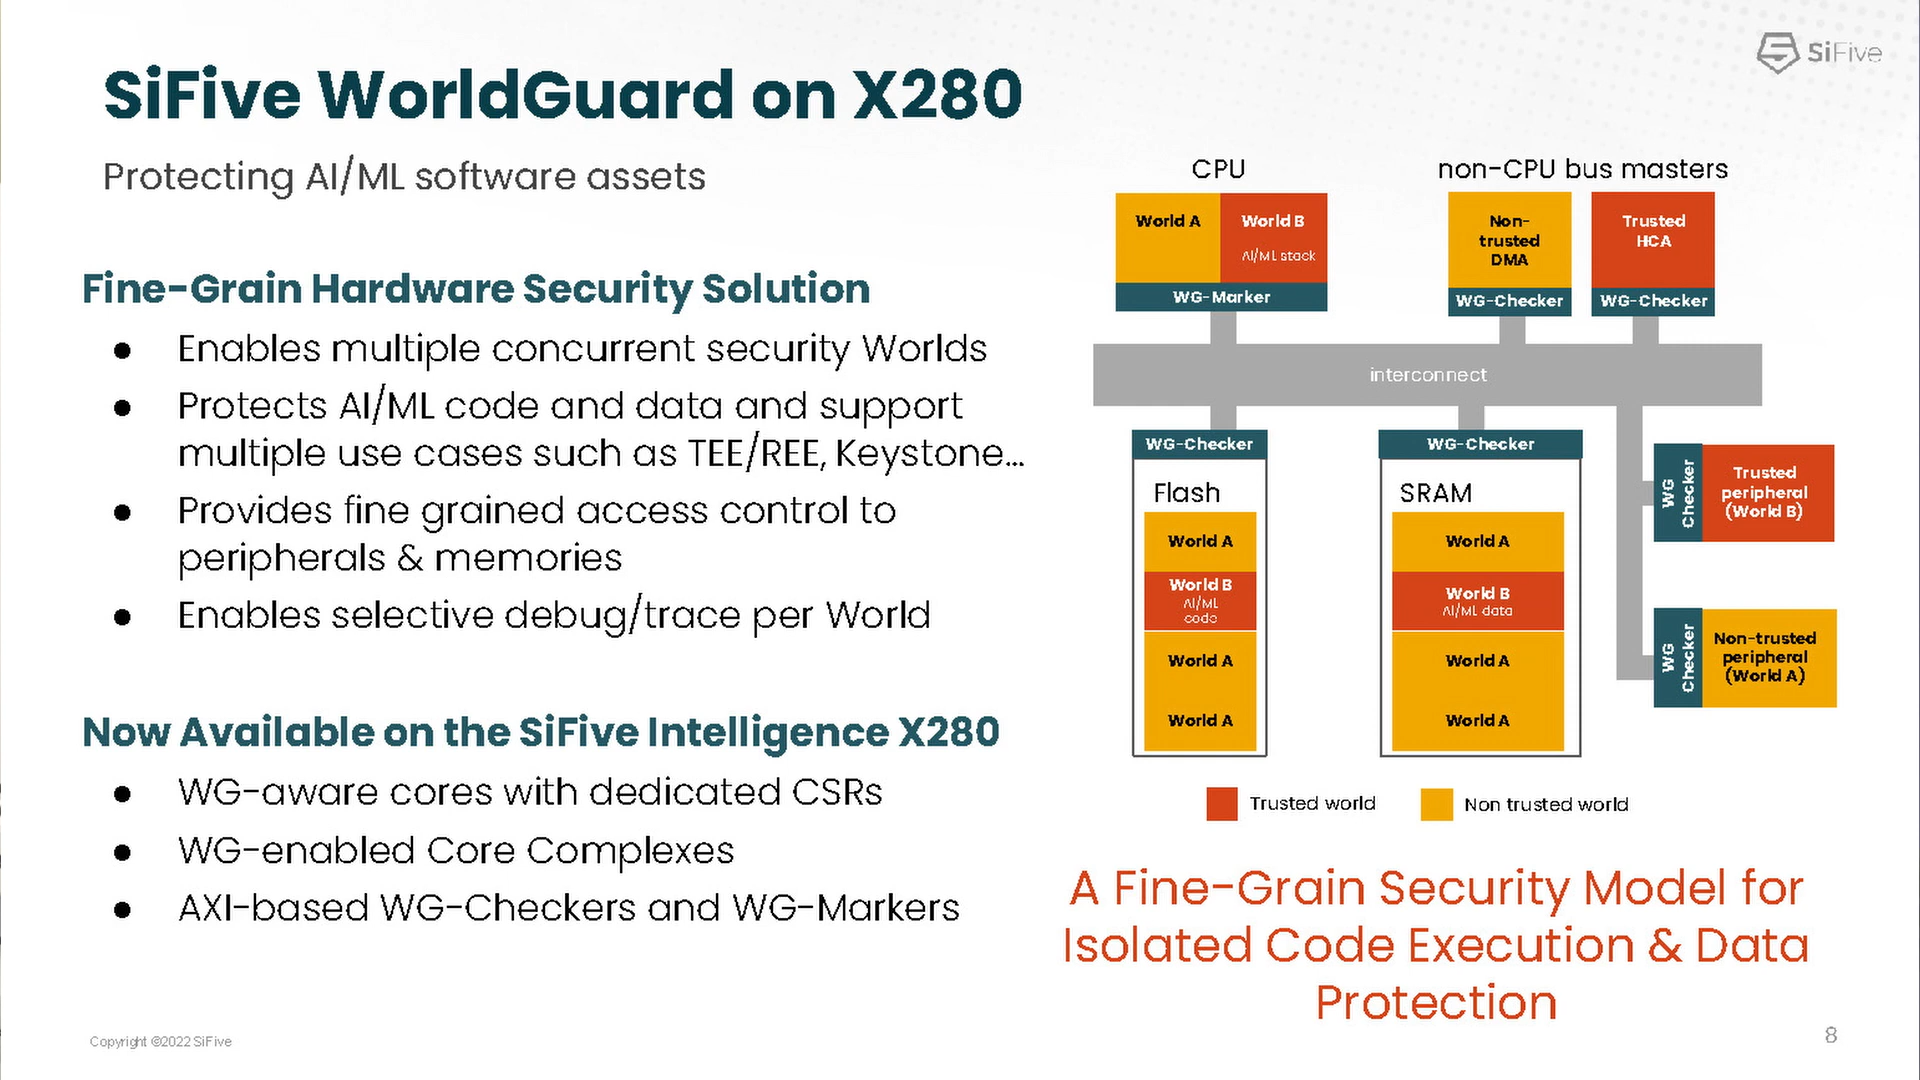 SiFive
SiFive WorldGuard on X280
Protecting AI/ML software assets
Fine-Grain Hardware Security Solution
● Enables multiple concurrent security Worlds
● Protects AI/ML code and data and support
multiple use cases such as TEE/REE, Keystone...
● Provides fine grained access control to
peripherals & memories
● Enables selective debug/trace per World
Now Available on the SiFive Intelligence X280
● WG-aware cores with dedicated CSRs
● WG-enabled Core Complexes
● AXI-based WG-Checkers and WG-Markers
CPU
World A
World B
AI/ML stack
WG-Marker
non-CPU bus masters
Non-
trusted
DMA
WG-Checker
Trusted
HCA
WG-Checker
interconnect
WG-Checker
Flash
World A
World B
AI/ML
code
World A
World A
WG-Checker
SRAM
World A
World B
AI/ML data
World A
World A
WG
Checker
Trusted
peripheral
(World B)
WG
Checker
Non-trusted
peripheral
(World A)
Trusted world
Non trusted world
A Fine-Grain Security Model for
Isolated Code Execution & Data
Protection
Copyright ©2022 SiFive
8